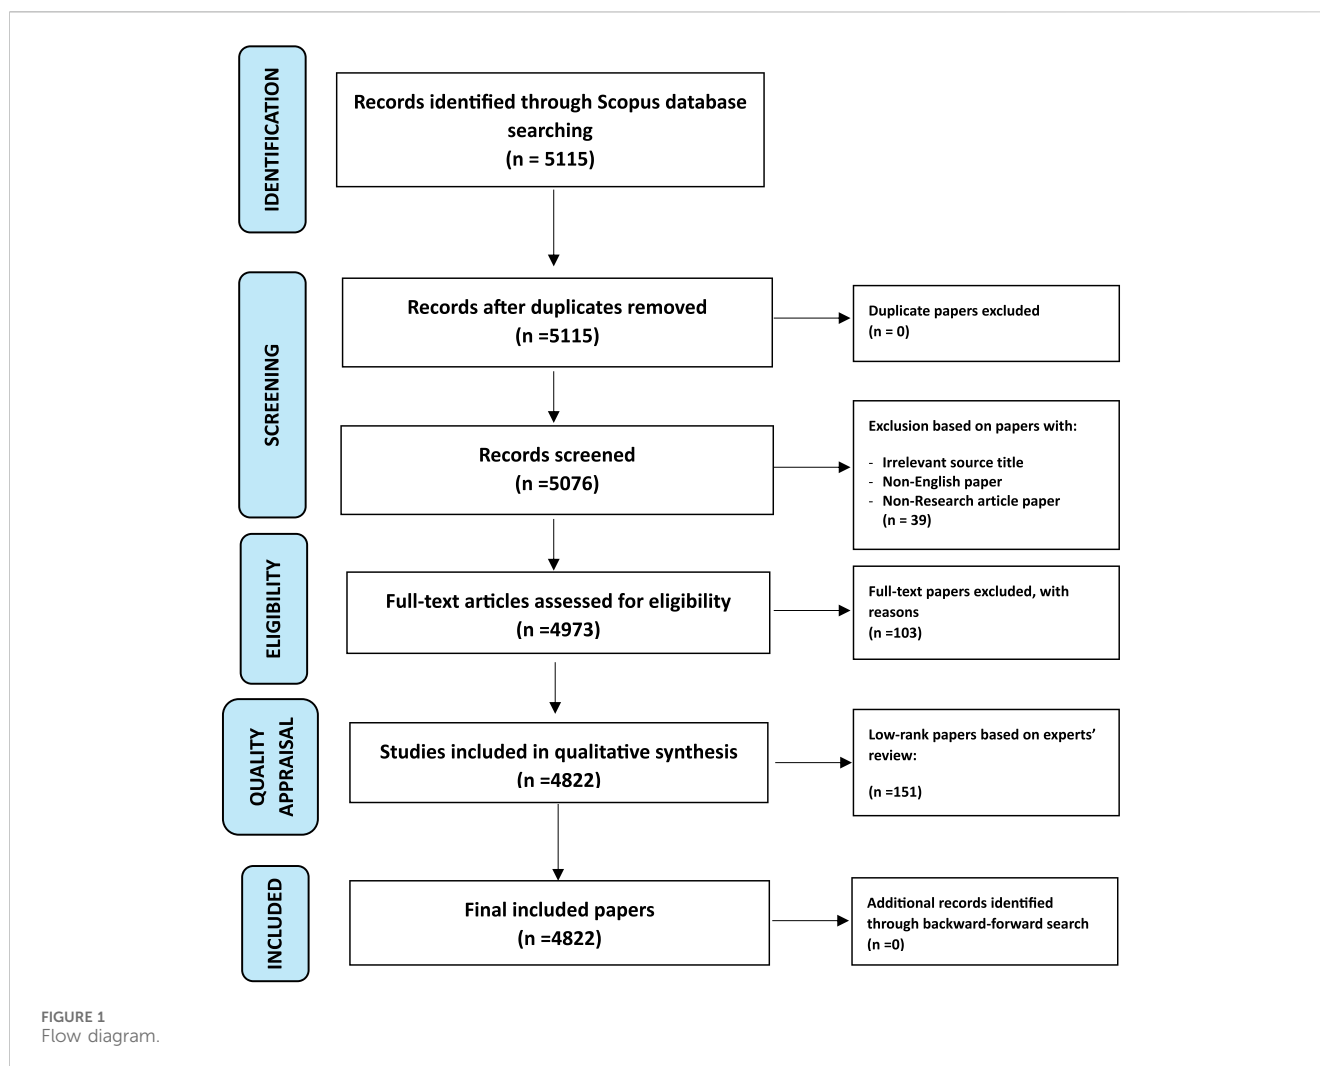 IDENTIFICATION
Records identified through Scopus database
searching
(n = 5115)
SCREENING
Records after duplicates removed
(n =5115)
Duplicate papers excluded
(n = 0)
Records screened
(n =5076)
Exclusion based on papers with:
- Irrelevant source title
- Non-English paper
- Non-Research article paper
(n = 39)
ELIGIBILITY
Full-text articles assessed for eligibility
(n =4973)
Full-text papers excluded, with
reasons
(n =103)
QUALITY
APPRAISAL
Studies included in qualitative synthesis
(n =4822)
Low-rank papers based on experts’
review:
(n =151)
INCLUDED
Final included papers
(n =4822)
Additional records identified
through backward-forward search
(n =0)
FIGURE 1
Flow diagram.